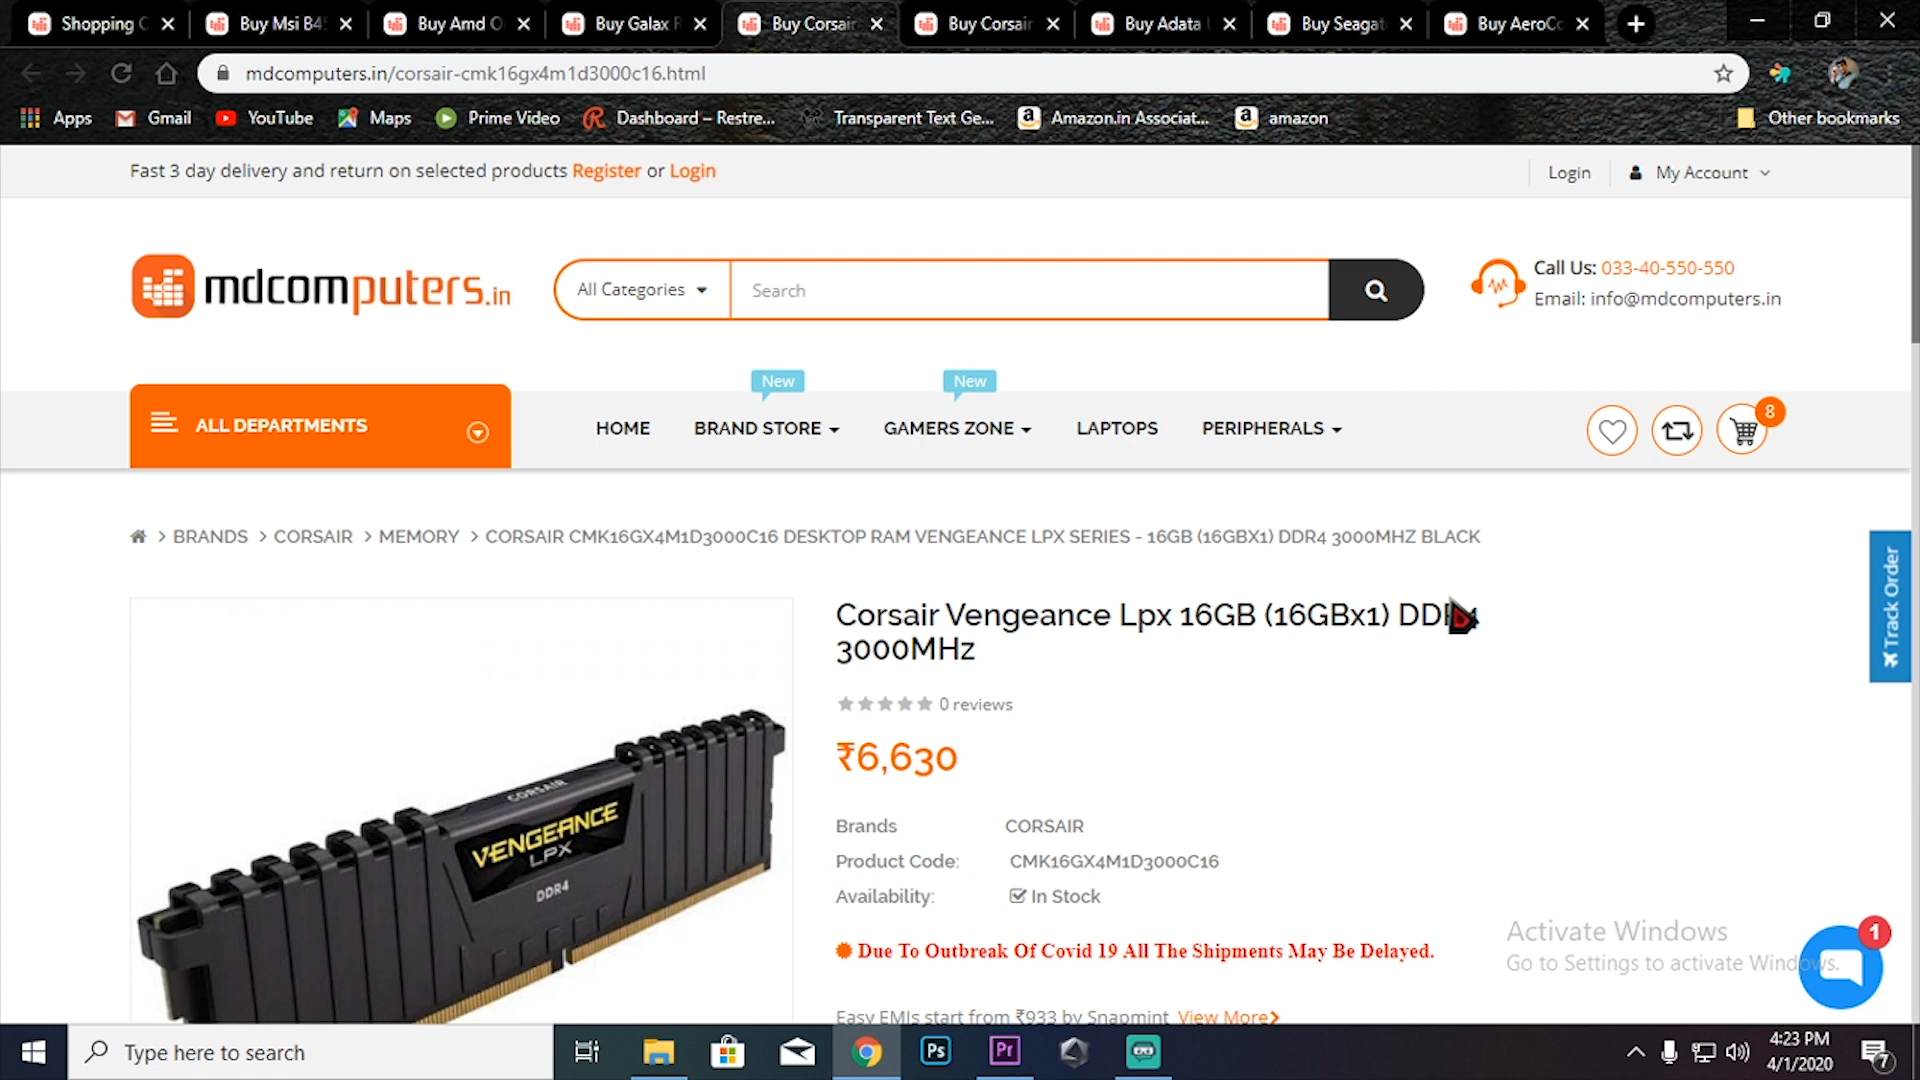 Shopping C
Buy Msi B4
Buy Amd O
Buy Galax R
Buy Corsair
Buy Corsair
Buy Adata
Buy Seagat
Buy AeroCo
mdcomputers.in/corsair-cmk16gx4m1d3000c16.html
Apps
Gmail
YouTube
Maps
Prime Video
Dashboard – Restre...
Transparent Text Ge...
Amazon.in Associat...
amazon
Other bookmarks
Fast 3 day delivery and return on selected products Register or Login
Login
My Account
mdcomputers.in
All Categories
Search
Call Us: 033-40-550-550
Email: info@mdcomputers.in
New
New
ALL DEPARTMENTS
HOME
BRAND STORE
GAMERS ZONE
LAPTOPS
PERIPHERALS
8
> BRANDS > CORSAIR > MEMORY > CORSAIR CMK16GX4M1D3000C16 DESKTOP RAM VENGEANCE LPX SERIES - 16GB (16GBX1) DDR4 3000MHZ BLACK
Track Order
Corsair Vengeance Lpx 16GB (16GBx1) DDR4
3000MHz
0 reviews
₹6,630
CORSAIR
VENGEANCE
LPX
DDR4
Brands CORSAIR
Product Code: CMK16GX4M1D3000C16
Availability: In Stock
Due To Outbreak Of Covid 19 All The Shipments May Be Delayed.
Easy EMIs start from ₹933 by Snapmint View More>
Activate Windows
Go to Settings to activate Windows.
1
Type here to search
Ps
Pr
4:23 PM
4/1/2020
7